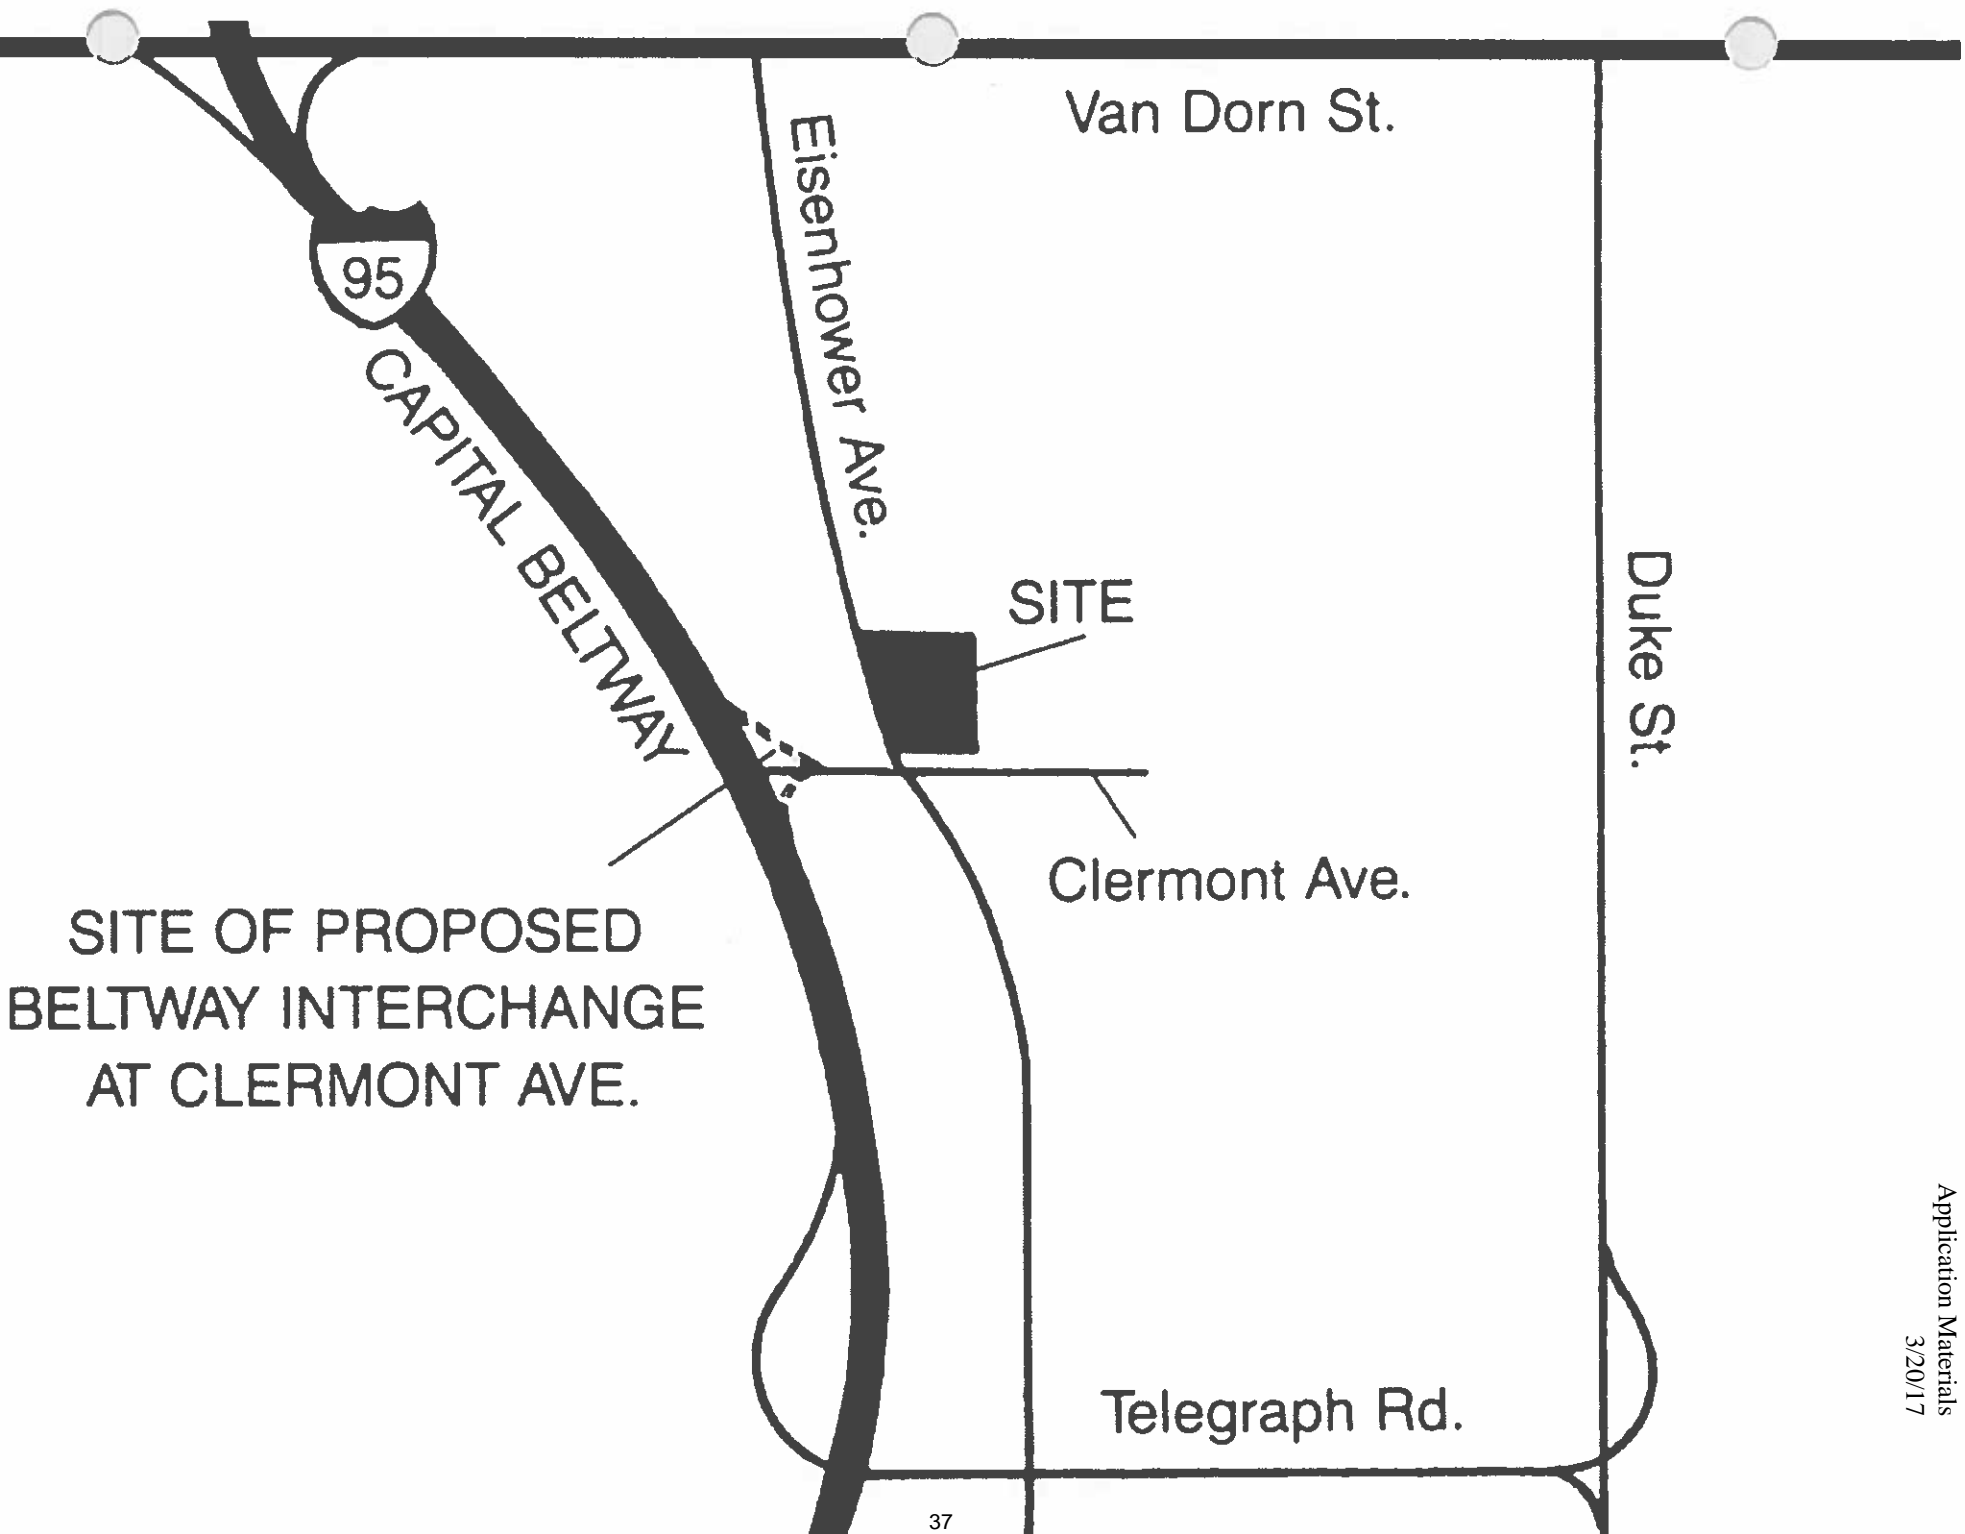 Van Dorn St.
Eisenhower Ave.
95
CAPITAL BELTWAY
SITE
Duke St.
Clermont Ave.
SITE OF PROPOSED
BELTWAY INTERCHANGE
AT CLERMONT AVE.
Telegraph Rd.
Application Materials
3/20/17
37